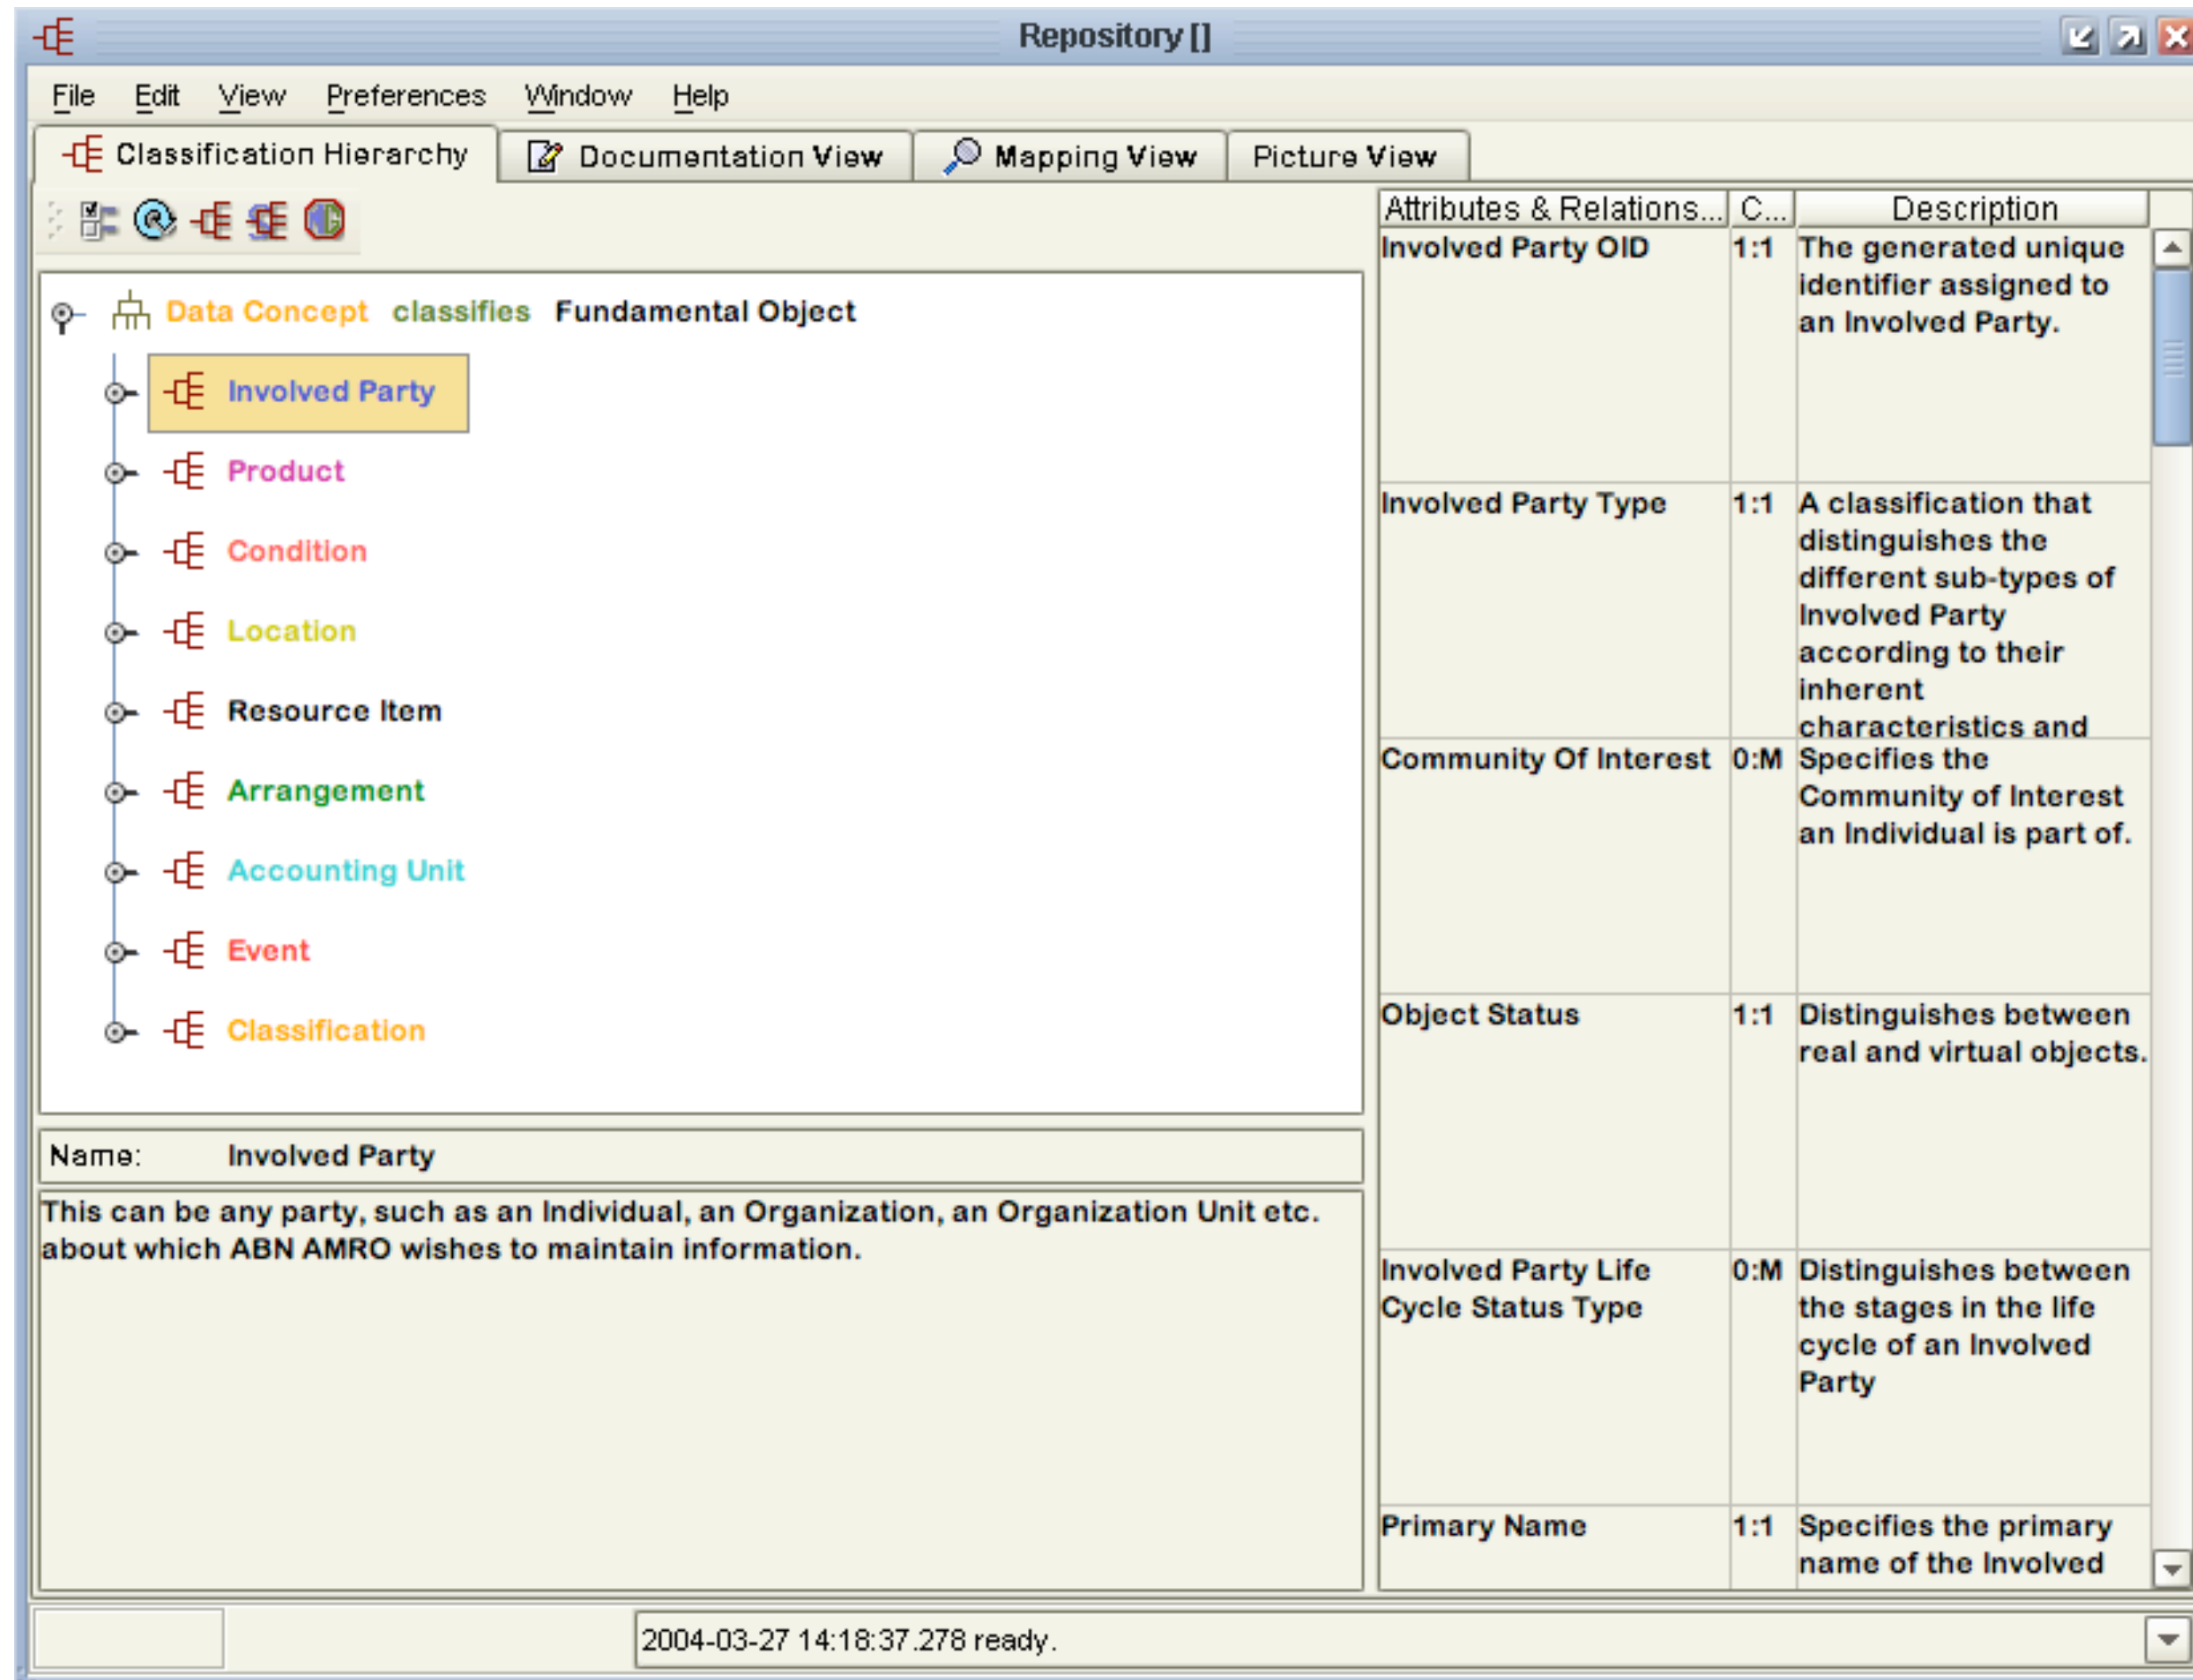 Repository []
File Edit View Preferences Window Help
Classification Hierarchy Documentation View Mapping View Picture View
Data Concept classifies Fundamental Object
Involved Party
Product
Condition
Location
Resource Item
Arrangement
Accounting Unit
Event
Classification
Name: Involved Party
This can be any party, such as an Individual, an Organization, an Organization Unit etc.
about which ABN AMRO wishes to maintain information.
Attributes & Relations... C... Description
Involved Party OID 1:1 The generated unique
identifier assigned to
an Involved Party.
Involved Party Type 1:1 A classification that
distinguishes the
different sub-types of
Involved Party
according to their
inherent
characteristics and
Community Of Interest 0:M Specifies the
Community of Interest
an Individual is part of.
Object Status 1:1 Distinguishes between
real and virtual objects.
Involved Party Life 0:M Distinguishes between
Cycle Status Type the stages in the life
cycle of an Involved
Party
Primary Name 1:1 Specifies the primary
name of the Involved
2004-03-27 14:18:37.278 ready.